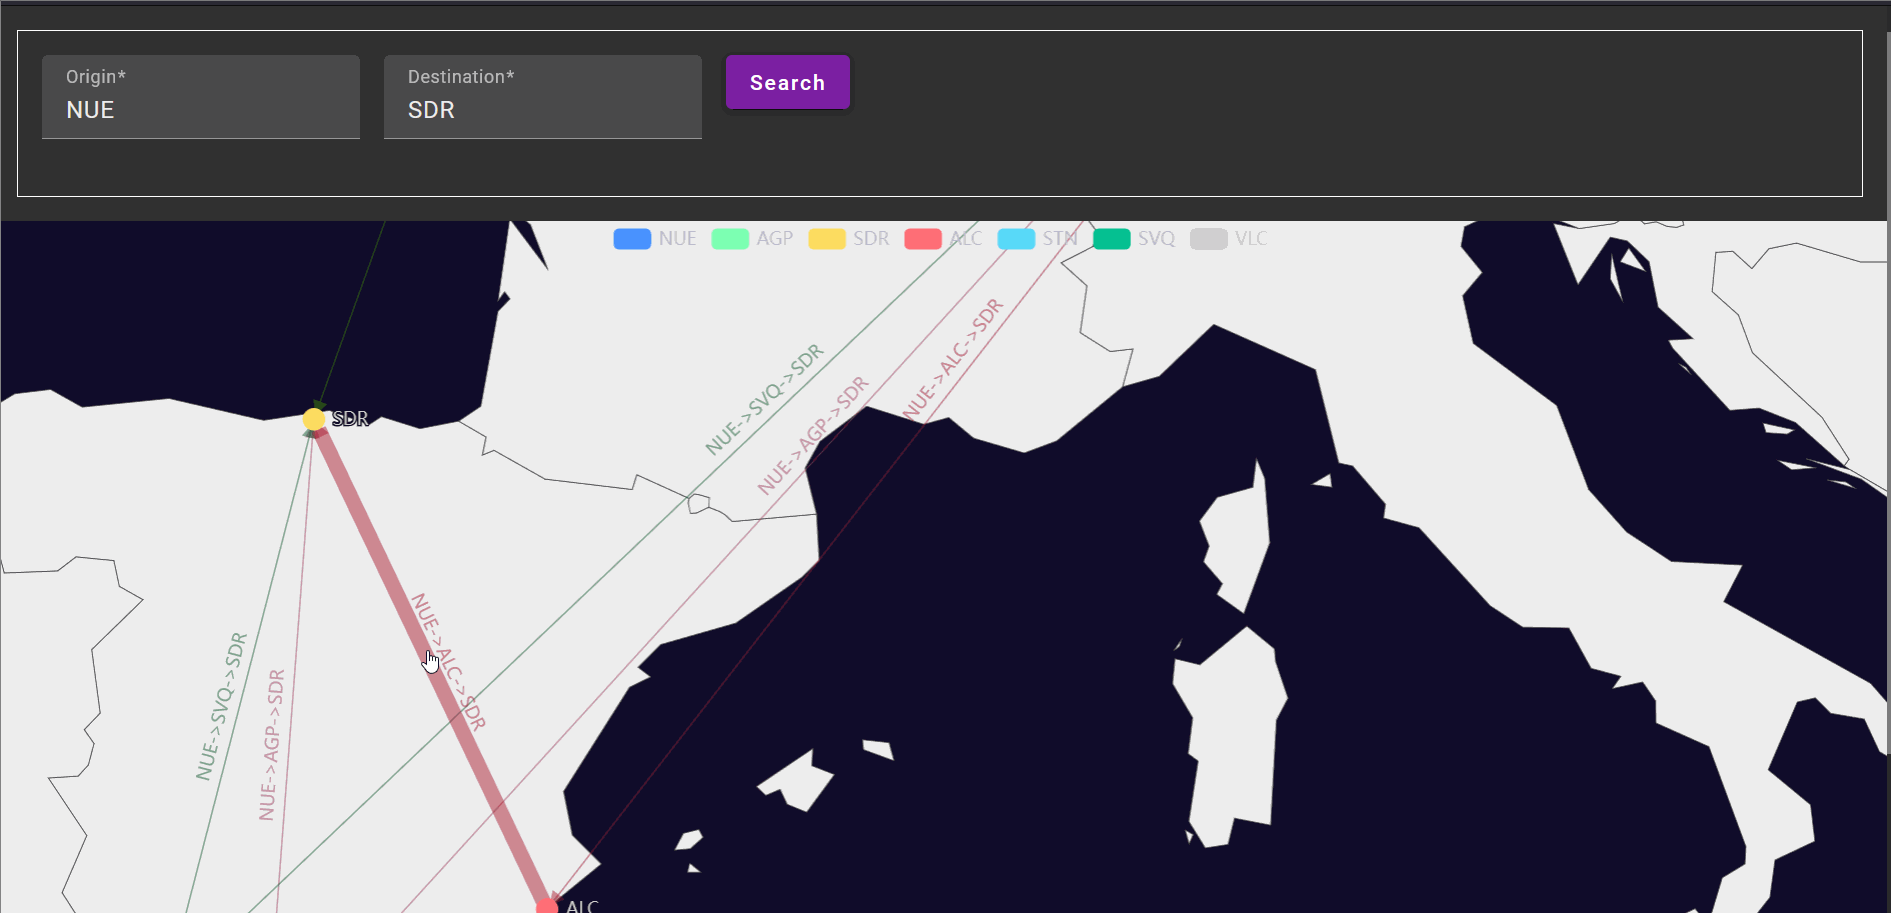 Origin*
NUE
Destination*
SDR
Search
NUE
AGP
SDR
ALC
STN
SVQ
VLC
NUE->ALC->SDR
NUE->SVQ->SDR
NUE->AGP->SDR
SDR
NUE->ALC->SDR
NUE->SVQ->SDR
NUE->AGP->SDR
ALC